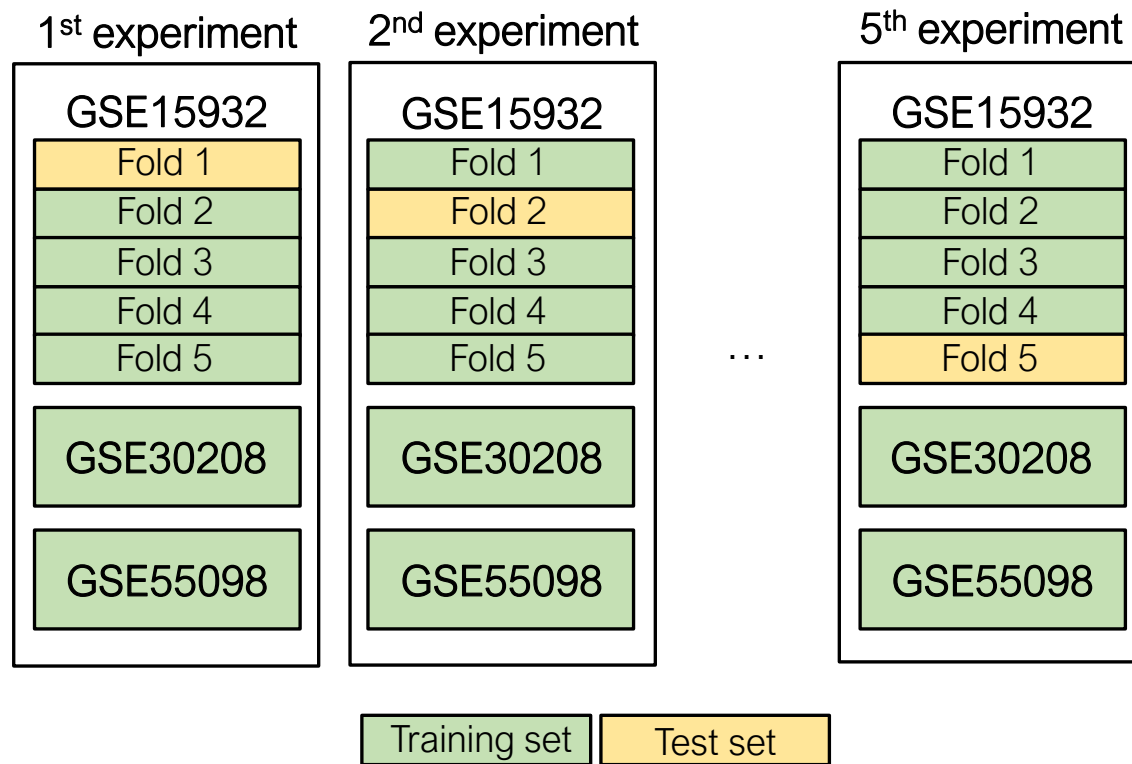 1st experiment
GSE15932
Fold 1
Fold 2
Fold 3
Fold 4
Fold 5
GSE30208
GSE55098
2nd experiment
GSE15932
Fold 1
Fold 2
Fold 3
Fold 4
Fold 5
GSE30208
GSE55098
...
5th experiment
GSE15932
Fold 1
Fold 2
Fold 3
Fold 4
Fold 5
GSE30208
GSE55098
Training set
Test set